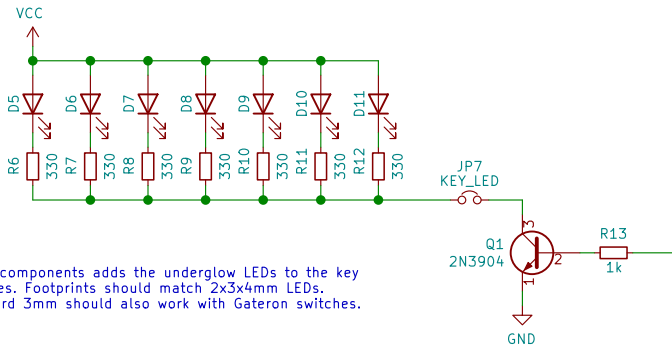 VCC
D5
D6
D7
D8
D9
D10
D11
R6
330
R7
330
R8
330
R9
330
R10
330
R11
330
R12
330
JP7
KEY_LED
Q1
2N3904
3
2
1
R13
1k
GND
components adds the underglow LEDs to the key
es. Footprints should match 2x3x4mm LEDs.
rd 3mm should also work with Gateron switches.